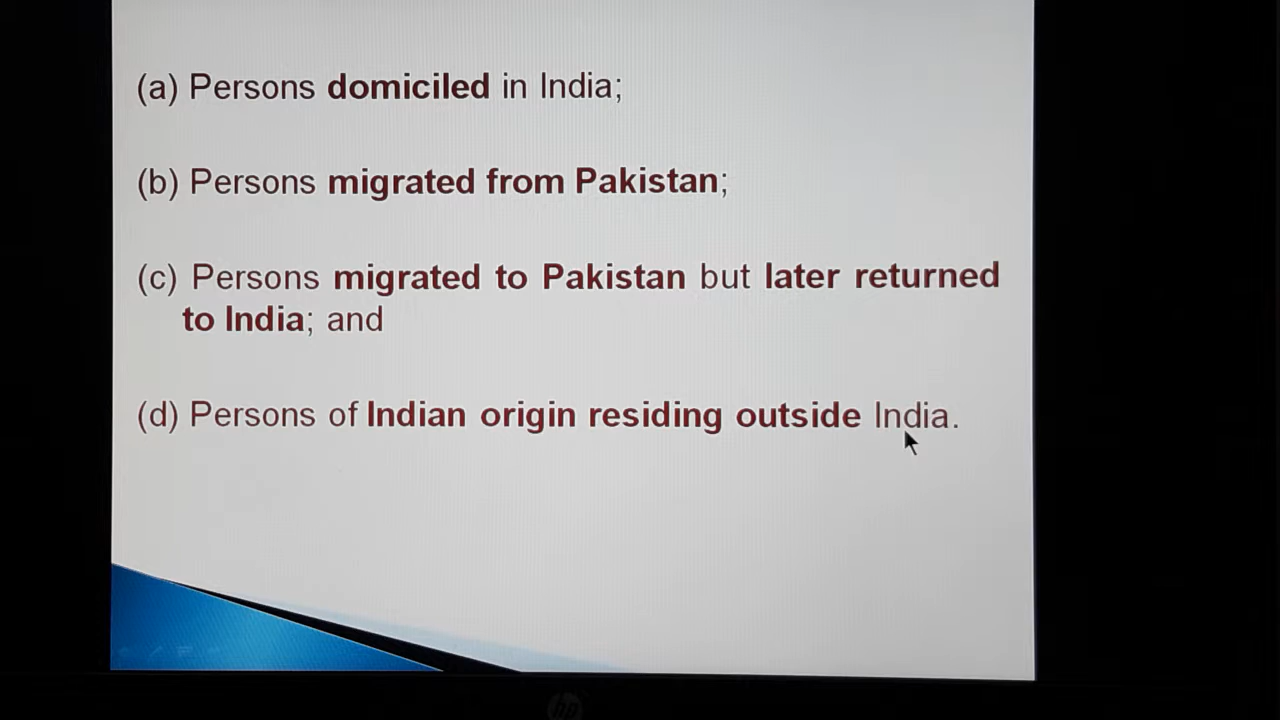 (a) Persons domiciled in India;
(b) Persons migrated from Pakistan;
(c) Persons migrated to Pakistan but later returned
to India; and
(d) Persons of Indian origin residing outside India.
hp